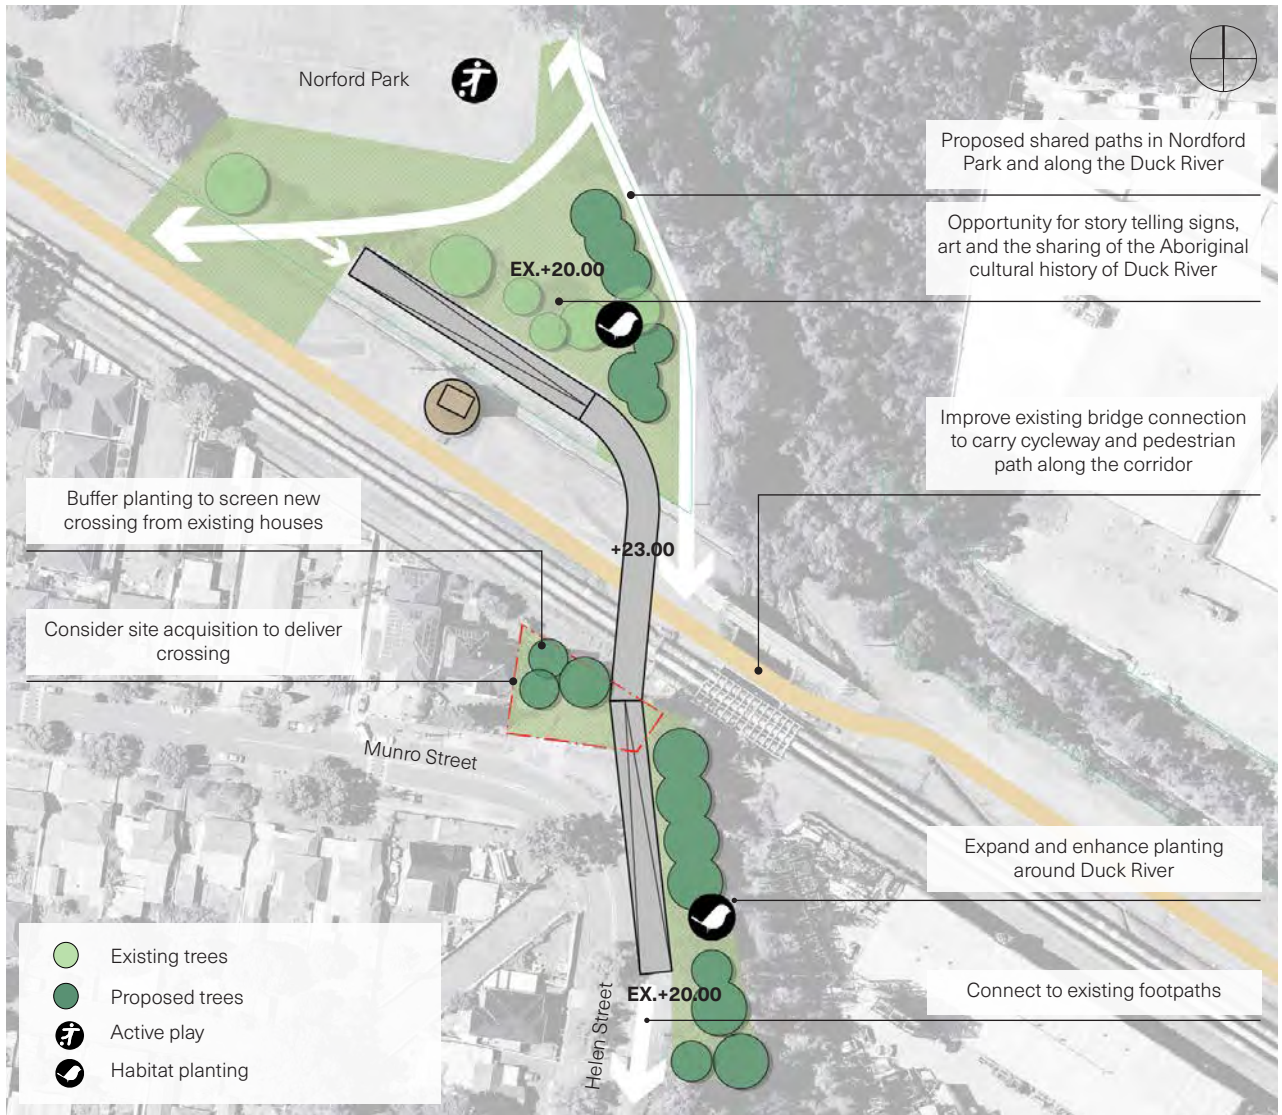 Norford Park
Proposed shared paths in Nordford
Park and along the Duck River
Opportunity for story telling signs,
art and the sharing of the Aboriginal
cultural history of Duck River
EX.+20.00
Improve existing bridge connection
to carry cycleway and pedestrian
path along the corridor
Buffer planting to screen new
crossing from existing houses
+23.00
Consider site acquisition to deliver
crossing
Munro Street
Expand and enhance planting
around Duck River
Connect to existing footpaths
EX.+20.00
Helen Street
Existing trees
Proposed trees
Active play
Habitat planting